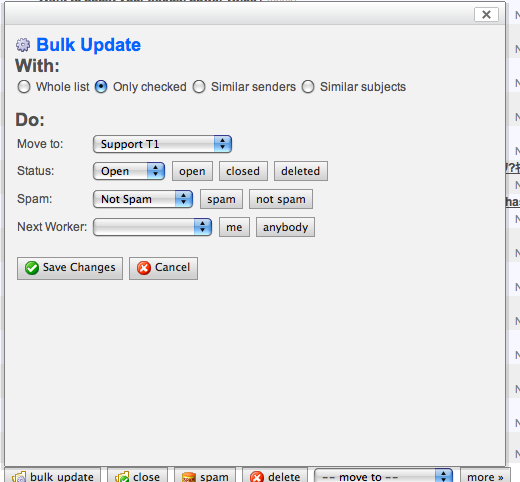 Bulk Update
With:
Whole list Only checked Similar senders Similar subjects
Do:
Move to: Support T1
Status: Open open closed deleted
Spam: Not Spam spam not spam
Next Worker: me anybody
Save Changes Cancel
bulk update close spam delete -- move to -- more »